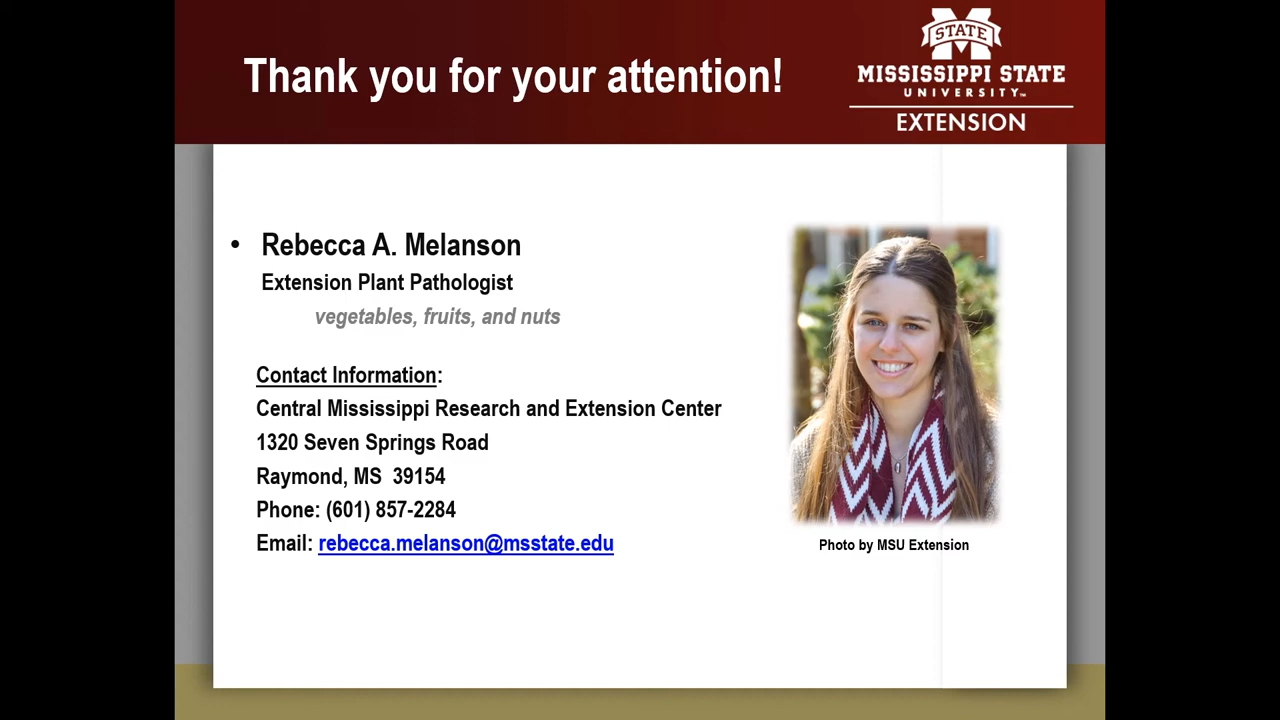 Thank you for your attention!
STATE
MISSISSIPPI STATE
UNIVERSITY™
EXTENSION
• Rebecca A. Melanson
Extension Plant Pathologist
vegetables, fruits, and nuts
Contact Information:
Central Mississippi Research and Extension Center
1320 Seven Springs Road
Raymond, MS  39154
Phone: (601) 857-2284
Email: rebecca.melanson@msstate.edu
Photo by MSU Extension